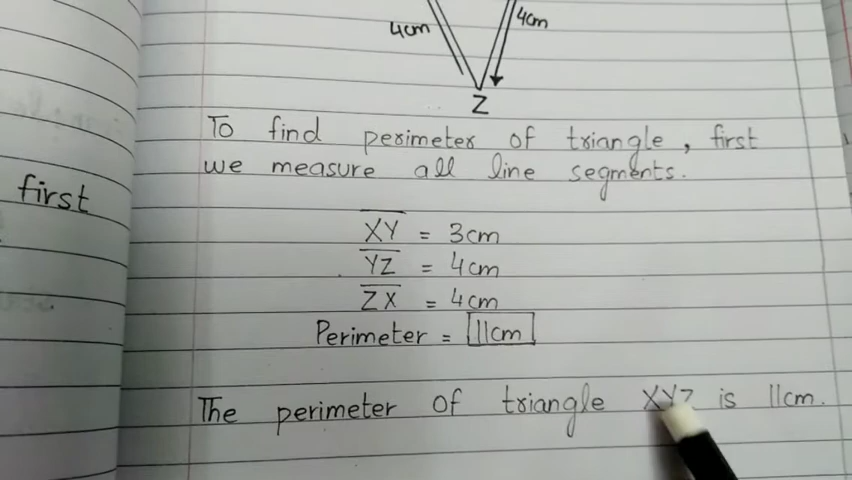 4cm
4cm
Z
To find perimeter of triangle, first
we measure all line segments.
first
XY = 3cm
YZ = 4cm
ZX = 4cm
Perimeter = 11cm
The perimeter of triangle XYZ is 11cm.